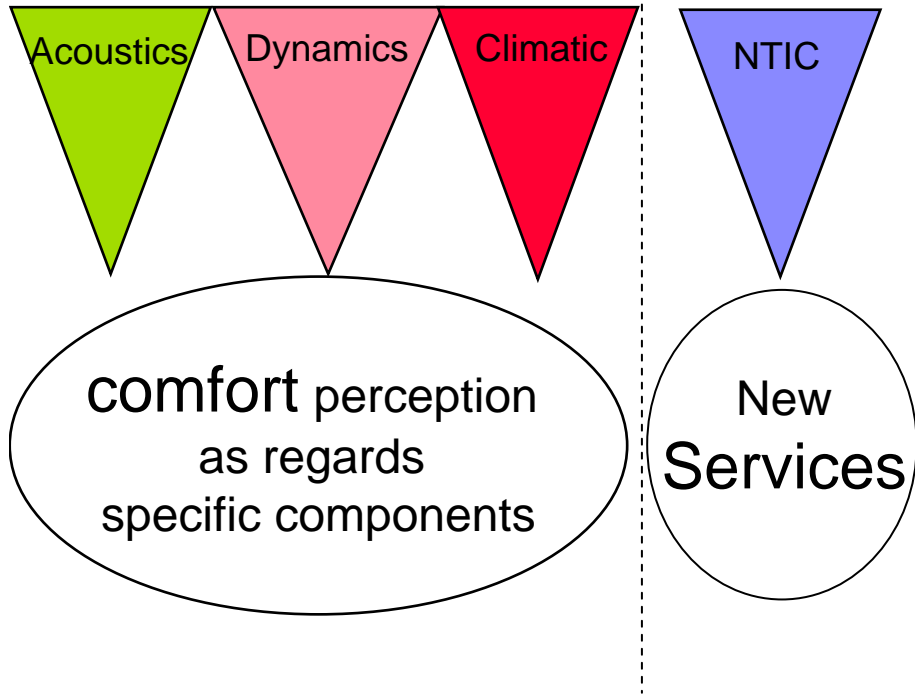 Acoustics
Dynamics
Climatic
NTIC
comfort perception
as regards
specific components
New
Services